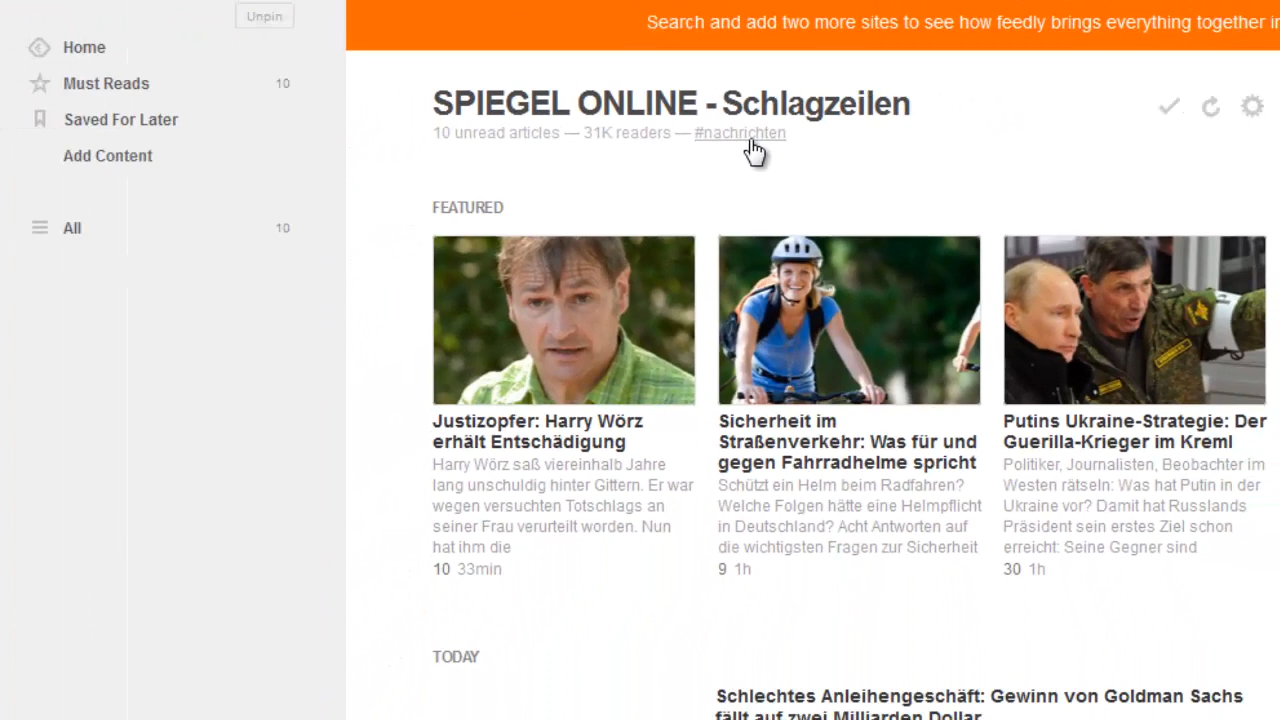 Unpin
Home
Must Reads 10
Saved For Later
Add Content
All 10
Search and add two more sites to see how feedly brings everything together in
SPIEGEL ONLINE - Schlagzeilen
10 unread articles — 31K readers — #nachrichten
FEATURED
Justizopfer: Harry Wörz
erhält Entschädigung
Harry Wörz saß viereinhalb Jahre
lang unschuldig hinter Gittern. Er war
wegen versuchten Totschlags an
seiner Frau verurteilt worden. Nun
hat ihm die
10 33min
Sicherheit im
Straßenverkehr: Was für und
gegen Fahrradhelme spricht
Schützt ein Helm beim Radfahren?
Welche Folgen hätte eine Helmpflicht
in Deutschland? Acht Antworten auf
die wichtigsten Fragen zur Sicherheit
9 1h
Putins Ukraine-Strategie: Der
Guerilla-Krieger im Kreml
Politiker, Journalisten, Beobachter im
Westen rätseln: Was hat Putin in der
Ukraine vor? Damit hat Russlands
Präsident sein erstes Ziel schon
erreicht: Seine Gegner sind
30 1h
TODAY
Schlechtes Anleihengeschäft: Gewinn von Goldman Sachs
fällt auf zwei Milliarden Dollar